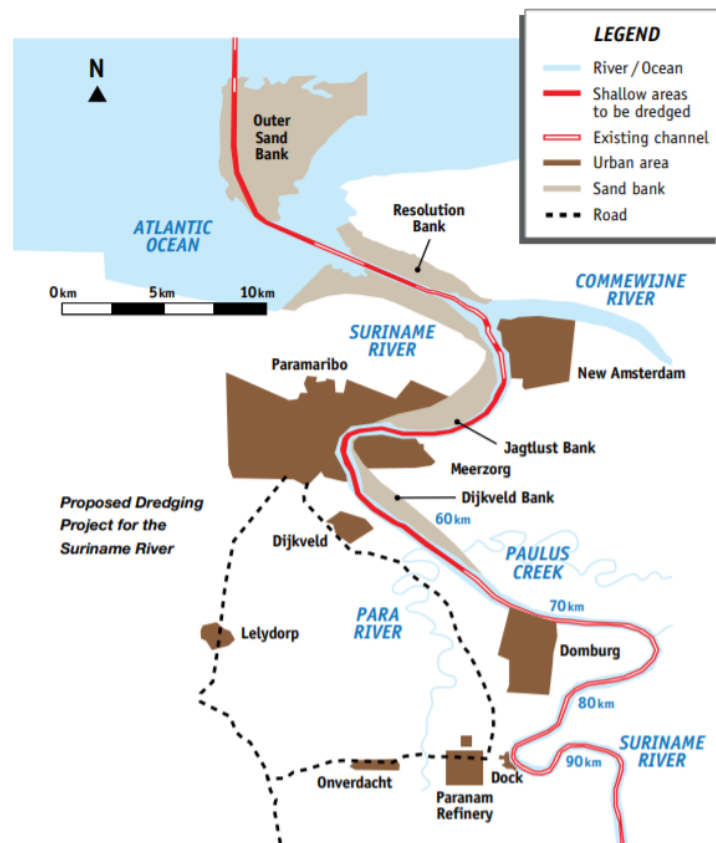 LEGEND
River / Ocean
Shallow areas
to be dredged
Existing channel
Urban area
Sand bank
Road
N
Outer
Sand
Bank
ATLANTIC
OCEAN
Resolution
Bank
COMMEWIJNE
RIVER
0km
5km
10km
SURINAME
RIVER
Paramaribo
New Amsterdam
Jagtlust Bank
Meerzorg
Dijkveld Bank
Proposed Dredging
Project for the
Suriname River
60km
Dijkveld
PAULUS
CREEK
70km
PARA
RIVER
Lelydorp
Domburg
80km
SURINAME
RIVER
90km
Onverdacht
Paranam
Refinery
Dock